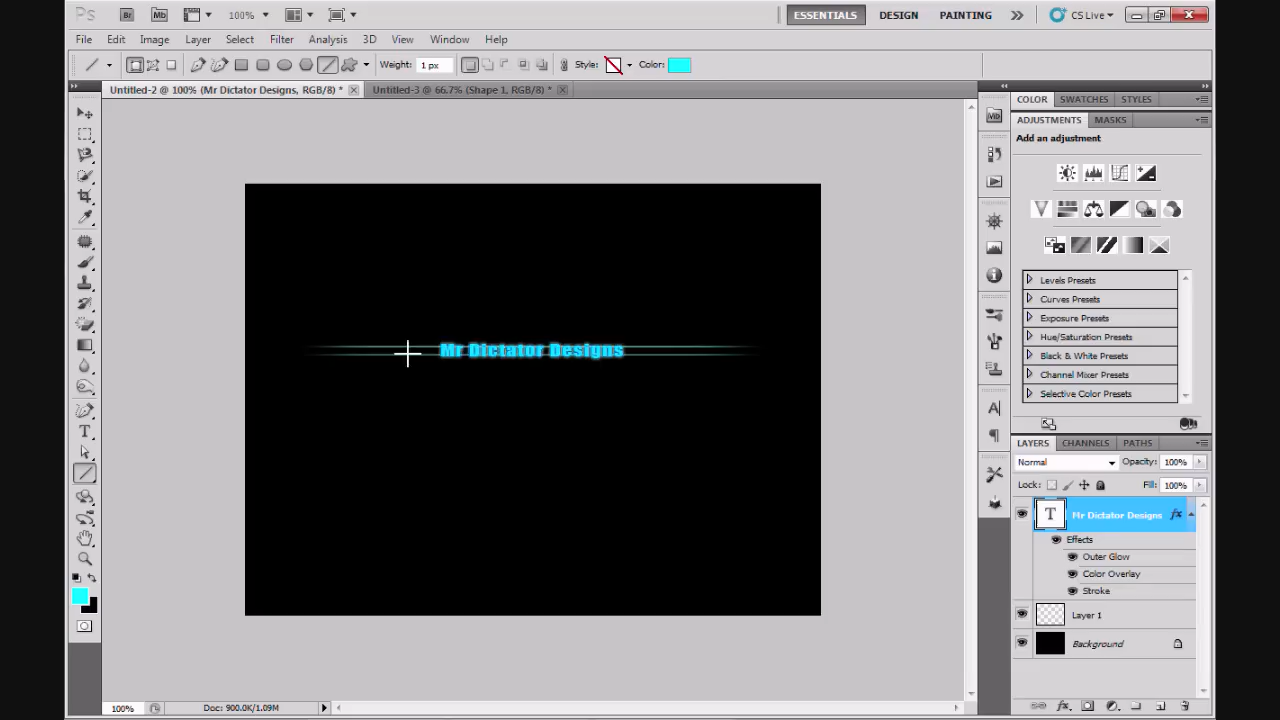 Ps Br Mb 100% ESSENTIALS DESIGN PAINTING CS Live
File Edit Image Layer Select Filter Analysis 3D View Window Help
Weight: 1 px Style: Color:
Untitled-2 @ 100% (Mr Dictator Designs, RGB/8) * Untitled-3 @ 66.7% (Shape 1, RGB/8) *
COLOR SWATCHES STYLES
ADJUSTMENTS MASKS
Add an adjustment
Levels Presets
Curves Presets
Exposure Presets
Hue/Saturation Presets
Black & White Presets
Channel Mixer Presets
Selective Color Presets
Mr Dictator Designs
LAYERS CHANNELS PATHS
Normal Opacity: 100%
Lock: Fill: 100%
T Mr Dictator Designs fx
Effects
Outer Glow
Color Overlay
Stroke
Layer 1
Background
100% Doc: 900.0K/1.09M